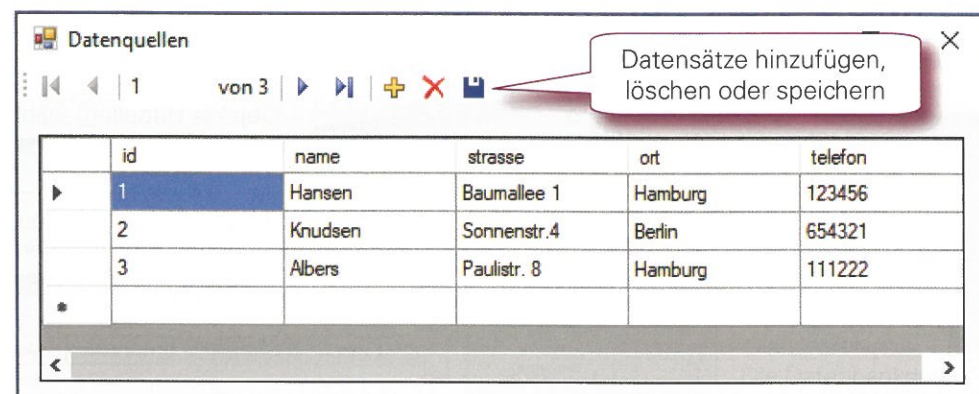 Datenquellen
Datensätze hinzufügen,
löschen oder speichern
1 von 3
id name strasse ort telefon
1 Hansen Baumallee 1 Hamburg 123456
2 Knudsen Sonnenstr.4 Berlin 654321
3 Albers Paulistr. 8 Hamburg 111222